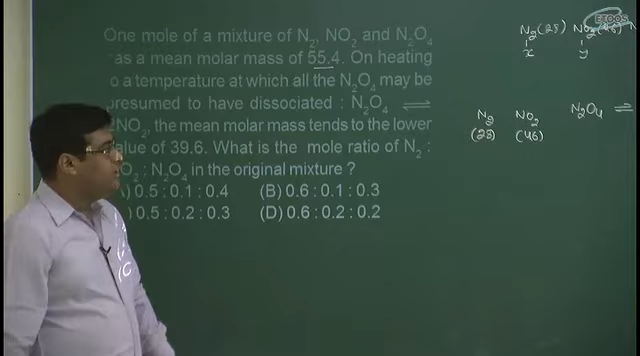 One mole of a mixture of N₂, NO₂ and N₂O₄
as a mean molar mass of 55.4. On heating
o a temperature at which all the N₂O₄ may be
presumed to have dissociated : N₂O₄ ⇌
2NO₂, the mean molar mass tends to the lower
alue of 39.6. What is the mole ratio of N₂ :
O₂ : N₂O₄ in the original mixture ?
) 0.5 : 0.1 : 0.4 (B) 0.6 : 0.1 : 0.3
) 0.5 : 0.2 : 0.3 (D) 0.6 : 0.2 : 0.2
(C
N₂(28) NO₂(46) N
x y
N₂ NO₂ N₂O₄ ⇌
(28) (46)
ETOOS